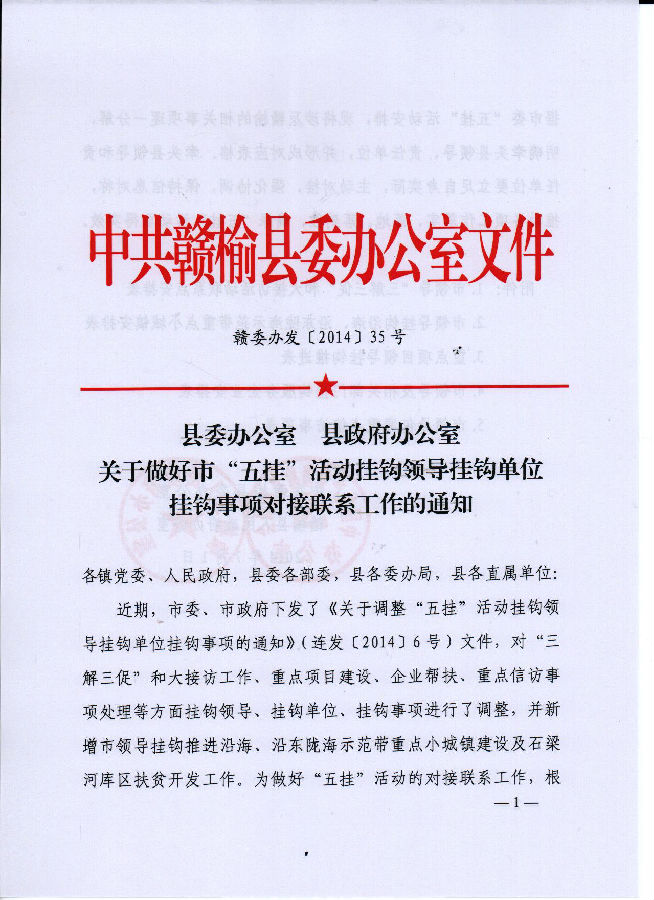 中共赣榆县委办公室文件
赣委办发〔2014〕35号
县委办公室 县政府办公室
关于做好市“五挂”活动挂钩领导挂钩单位
挂钩事项对接联系工作的通知
各镇党委、人民政府，县委各部委，县各委办局，县各直属单位：
近期，市委、市政府下发了《关于调整“五挂”活动挂钩领
导挂钩单位挂钩事项的通知》（连发〔2014〕6号）文件，对“三
解三促”和大接访工作、重点项目建设、企业帮扶、重点信访事
项处理等方面挂钩领导、挂钩单位、挂钩事项进行了调整，并新
增市领导挂钩推进沿海、沿东陇海示范带重点小城镇建设及石梁
河库区扶贫开发工作。为做好“五挂”活动的对接联系工作，根
—1—